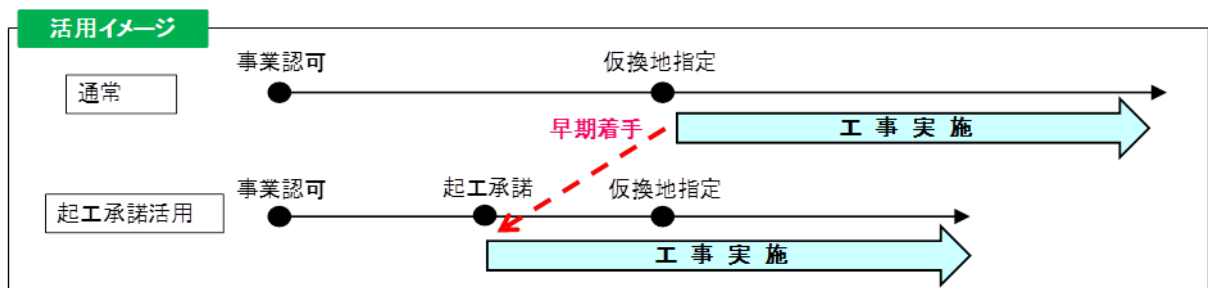 活用イメージ
事業認可
仮換地指定
通常
早期着手
工事実施
事業認可
起工承諾
仮換地指定
起工承諾活用
工事実施